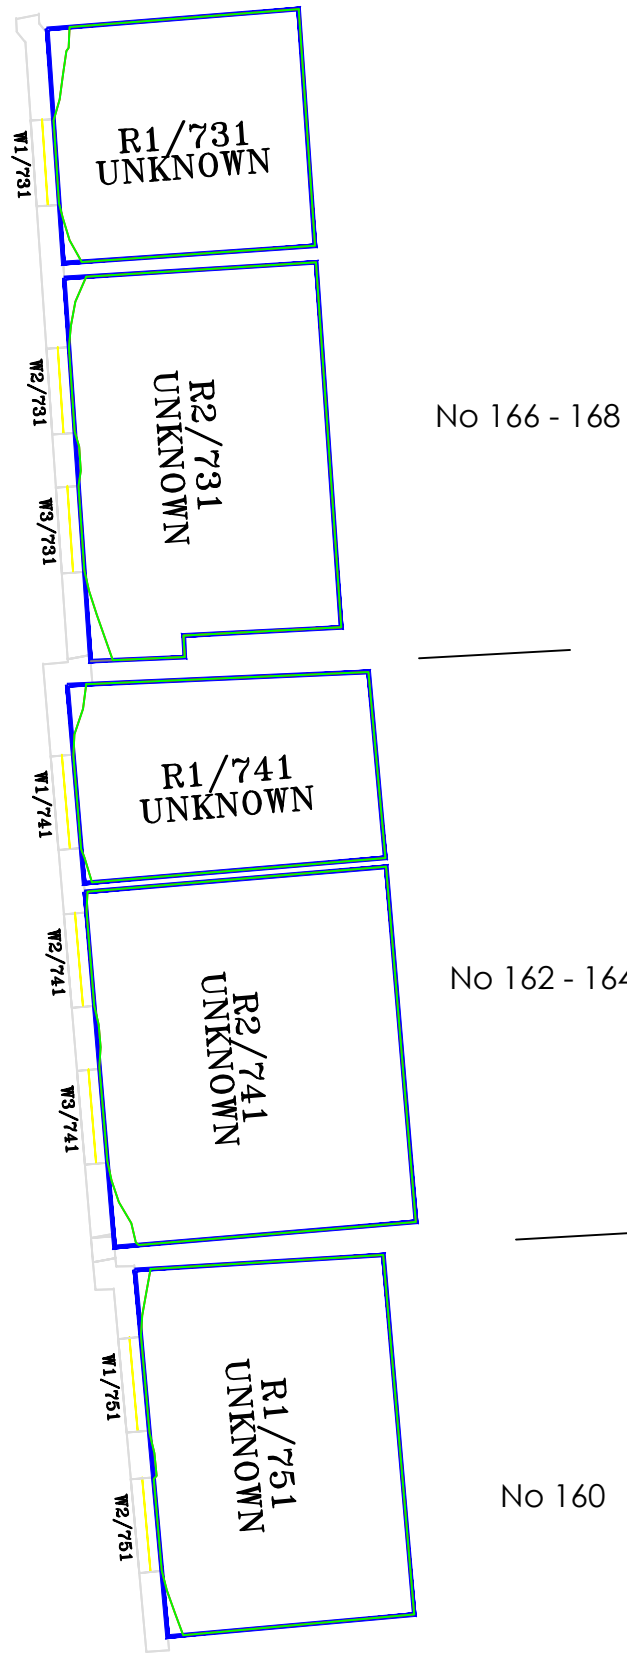 R1/731
UNKNOWN
W1/731
W2/731
R2/731
UNKNOWN
No 166 - 168
W3/731
R1/741
UNKNOWN
W1/741
W2/741
No 162 - 164
R2/741
UNKNOWN
W3/741
W1/751
R1/751
UNKNOWN
No 160
W2/751